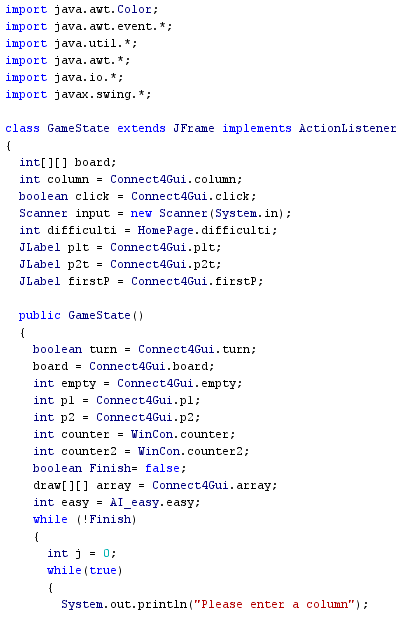 import java.awt.Color;
import java.awt.event.*;
import java.util.*;
import java.awt.*;
import java.io.*;
import javax.swing.*;

class GameState extends JFrame implements ActionListener
{
  int[][] board;
  int column = Connect4Gui.column;
  boolean click = Connect4Gui.click;
  Scanner input = new Scanner(System.in);
  int difficulti = HomePage.difficulti;
  JLabel p1t = Connect4Gui.p1t;
  JLabel p2t = Connect4Gui.p2t;
  JLabel firstP = Connect4Gui.firstP;

  public GameState()
  {
    boolean turn = Connect4Gui.turn;
    board = Connect4Gui.board;
    int empty = Connect4Gui.empty;
    int p1 = Connect4Gui.p1;
    int p2 = Connect4Gui.p2;
    int counter = WinCon.counter;
    int counter2 = WinCon.counter2;
    boolean Finish= false;
    draw[][] array = Connect4Gui.array;
    int easy = AI_easy.easy;
    while (!Finish)
    {
      int j = 0;
      while(true)
      {
        System.out.println("Please enter a column");